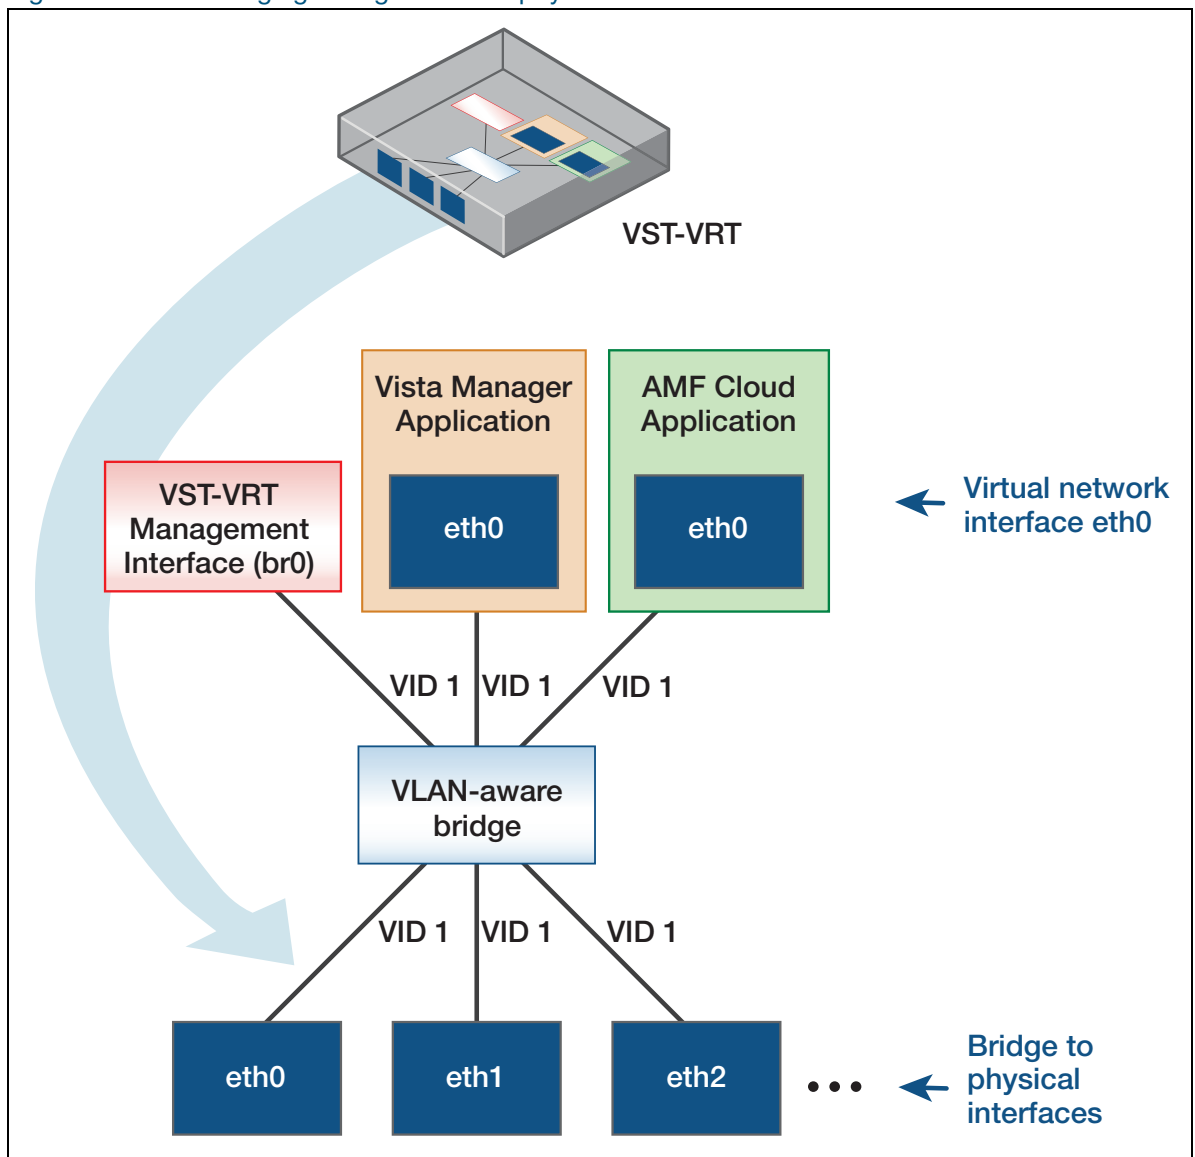 VST-VRT
Vista Manager
Application
AMF Cloud
Application
VST-VRT
Management
Interface (br0)
eth0
eth0
Virtual network
interface eth0
VID 1
VID 1
VID 1
VLAN-aware
bridge
VID 1
VID 1
VID 1
eth0
eth1
eth2
•••
Bridge to
physical
interfaces